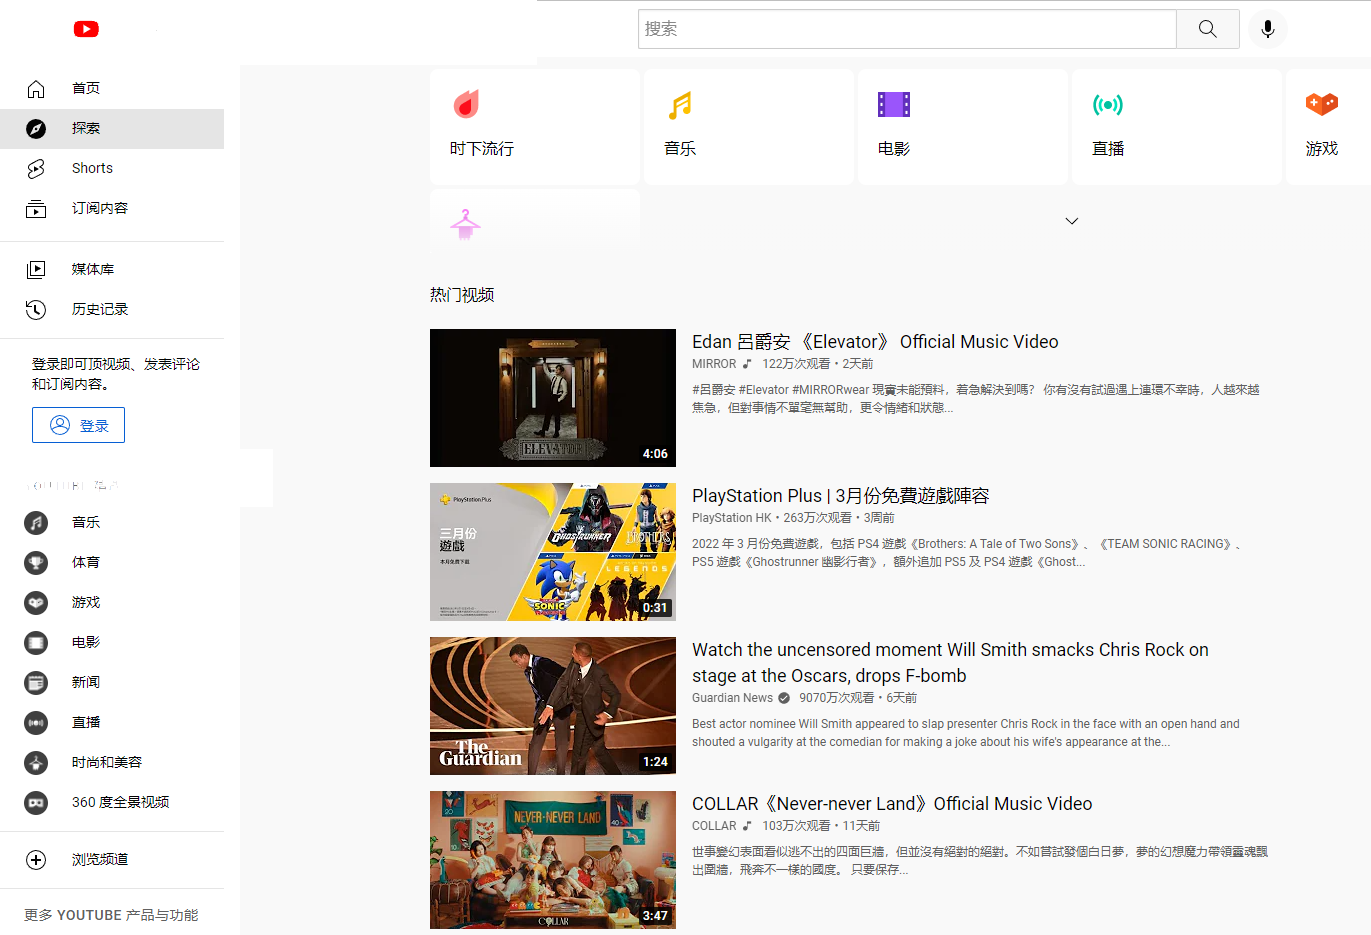 搜索
首页
探索
Shorts
订阅内容
媒体库
历史记录
登录即可顶视频、发表评论
和订阅内容。
登录
音乐
体育
游戏
电影
新闻
直播
时尚和美容
360 度全景视频
浏览频道
更多 YOUTUBE 产品与功能
时下流行
音乐
电影
直播
游戏
热门视频
ELEVATOR
4:06
Edan 呂爵安 《Elevator》 Official Music Video
MIRROR 122万次观看 • 2天前
#呂爵安 #Elevator #MIRRORwear 現實未能預料，着急解決到嗎？ 你有沒有試過遇上連環不幸時，人越來越
焦急，但對事情不單毫無幫助，更令情緒和狀態...
PlayStation Plus
三月份
遊戲
本月免費下載
GHOSTRUNNER
BROTHERS
LEGENDS
SONIC
0:31
PlayStation Plus | 3月份免費遊戲陣容
PlayStation HK • 263万次观看 • 3周前
2022 年 3 月份免費遊戲，包括 PS4 遊戲《Brothers: A Tale of Two Sons》、《TEAM SONIC RACING》、
PS5 遊戲《Ghostrunner 幽影行者》，額外追加 PS5 及 PS4 遊戲《Ghost...
The
Guardian
1:24
Watch the uncensored moment Will Smith smacks Chris Rock on
stage at the Oscars, drops F-bomb
Guardian News 9070万次观看 • 6天前
Best actor nominee Will Smith appeared to slap presenter Chris Rock in the face with an open hand and
shouted a vulgarity at the comedian for making a joke about his wife's appearance at the...
NEVER-NEVER LAND
COLLAR
3:47
COLLAR《Never-never Land》Official Music Video
COLLAR 103万次观看 • 11天前
世事變幻表面看似逃不出的四面巨牆，但並沒有絕對的絕對。不如嘗試發個白日夢，夢的幻想魔力帶領靈魂飄
出圍牆，飛奔不一樣的國度。 只要保存...